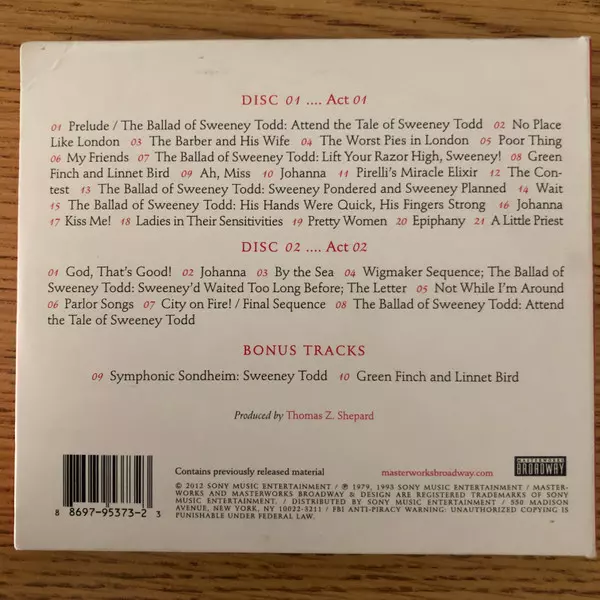 DISC 01 .... Act 01
01 Prelude / The Ballad of Sweeney Todd: Attend the Tale of Sweeney Todd 02 No Place
Like London 03 The Barber and His Wife 04 The Worst Pies in London 05 Poor Thing
06 My Friends 07 The Ballad of Sweeney Todd: Lift Your Razor High, Sweeney! 08 Green
Finch and Linnet Bird 09 Ah, Miss 10 Johanna 11 Pirelli's Miracle Elixir 12 The Con-
test 13 The Ballad of Sweeney Todd: Sweeney Pondered and Sweeney Planned 14 Wait
15 The Ballad of Sweeney Todd: His Hands Were Quick, His Fingers Strong 16 Johanna
17 Kiss Me! 18 Ladies in Their Sensitivities 19 Pretty Women 20 Epiphany 21 A Little Priest
DISC 02 .... Act 02
01 God, That's Good! 02 Johanna 03 By the Sea 04 Wigmaker Sequence; The Ballad of
Sweeney Todd: Sweeney'd Waited Too Long Before; The Letter 05 Not While I'm Around
06 Parlor Songs 07 City on Fire! / Final Sequence 08 The Ballad of Sweeney Todd: Attend
the Tale of Sweeney Todd
BONUS TRACKS
09 Symphonic Sondheim: Sweeney Todd 10 Green Finch and Linnet Bird
Produced by Thomas Z. Shepard
Contains previously released material
masterworksbroadway.com
MASTERWORKS
BROADWAY
© 2012 SONY MUSIC ENTERTAINMENT / ℗ 1979, 1993 SONY MUSIC ENTERTAINMENT / MASTER-
WORKS AND MASTERWORKS BROADWAY & DESIGN ARE REGISTERED TRADEMARKS OF SONY
MUSIC ENTERTAINMENT. / DISTRIBUTED BY SONY MUSIC ENTERTAINMENT / 550 MADISON
AVENUE, NEW YORK, NY 10022-3211 / FBI ANTI-PIRACY WARNING: UNAUTHORIZED COPYING IS
PUNISHABLE UNDER FEDERAL LAW.
8 8697-95373-2 3